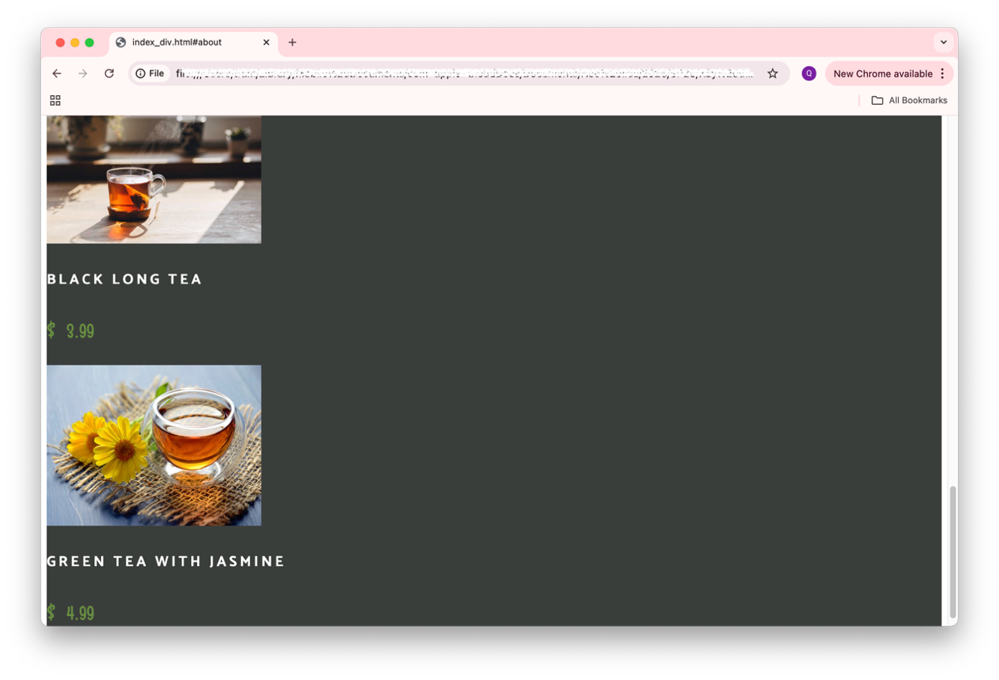 index_div.html#about
File
New Chrome available
Q
All Bookmarks
BLACK LONG TEA
$ 3.99
GREEN TEA WITH JASMINE
$ 4.99